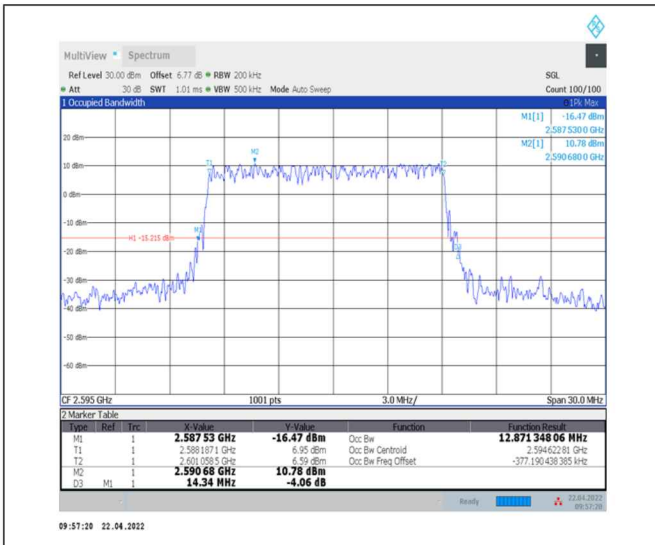 MultiView Spectrum
Ref Level 30.00 dBm Offset 6.77 dB RBW 200 kHz SGL
Att 30 dB SWT 1.01 ms VBW 500 kHz Mode Auto Sweep Count 100/100
1 Occupied Bandwidth 1Pk Max
M1[1] -16.47 dBm
2.587530 0 GHz
M2[1] 10.78 dBm
2.590680 0 GHz
20 dBm
M2
T1
10 dBm
0 dBm
-10 dBm
M1
H1 -15.215 dBm
-20 dBm
-30 dBm
-40 dBm
-50 dBm
-60 dBm
CF 2.595 GHz 1001 pts 3.0 MHz/ Span 30.0 MHz
2 Marker Table
Type Ref Trc X-Value Y-Value Function Function Result
M1 1 2.587 53 GHz -16.47 dBm Occ Bw 12.871 348 06 MHz
T1 1 2.588 187 1 GHz 6.95 dBm Occ Bw Centroid 2.594 622 81 GHz
T2 1 2.601 058 5 GHz 6.59 dBm Occ Bw Freq Offset -377.190 438 385 kHz
M2 1 2.590 68 GHz 10.78 dBm
D3 M1 1 14.34 MHz -4.06 dB
Ready 22.04.2022
09:57:20
09:57:20 22.04.2022